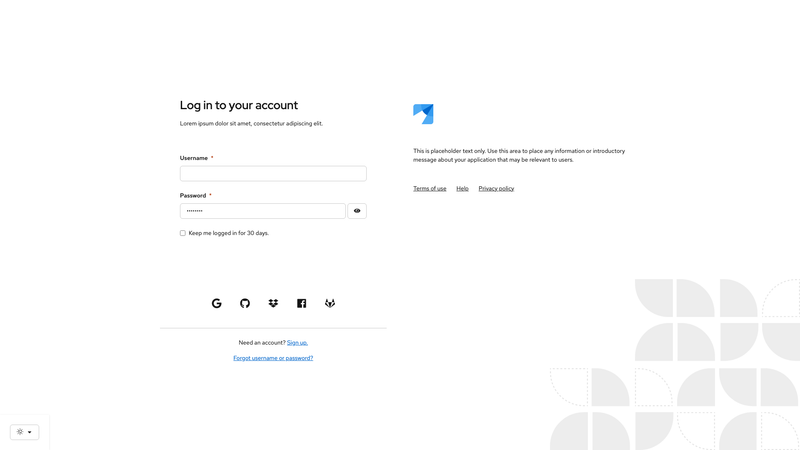 Log in to your account
Lorem ipsum dolor sit amet, consectetur adipiscing elit.
Username *
Password *
••••••••
Keep me logged in for 30 days.
Need an account? Sign up.
Forgot username or password?
This is placeholder text only. Use this area to place any information or introductory
message about your application that may be relevant to users.
Terms of use Help Privacy policy